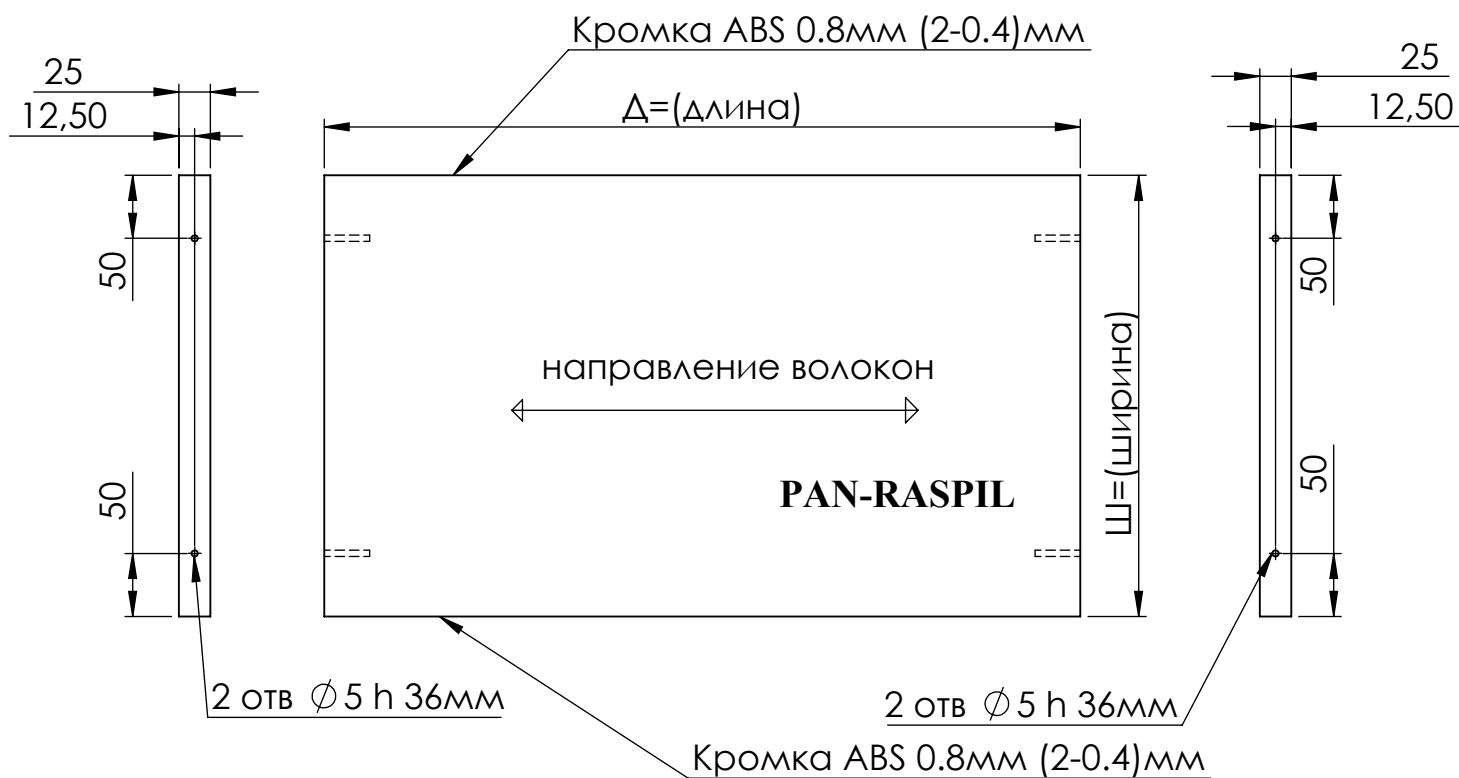 Кромка ABS 0.8мм (2-0.4)мм
25
12,50
Δ=(длина)
25
12,50
50
50
направление волокон
Ш=(ширина)
PAN-RASPIL
50
50
2 отв ∅5 h 36мм
2 отв ∅5 h 36мм
Кромка ABS 0.8мм (2-0.4)мм